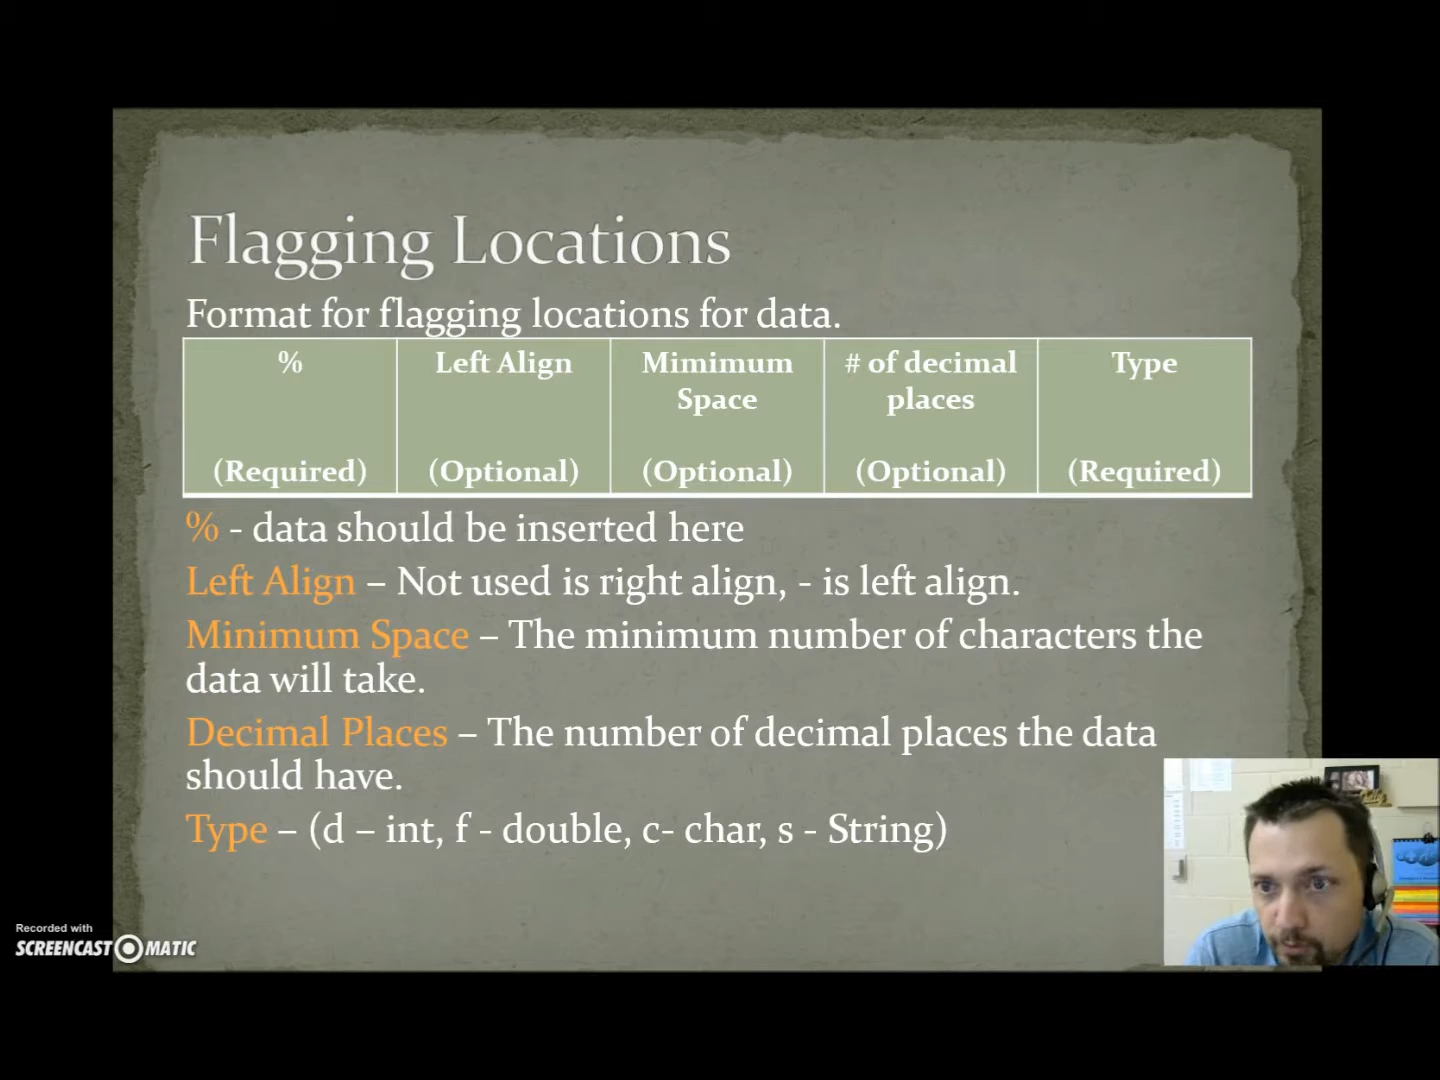 Flagging Locations
Format for flagging locations for data.
% Left Align Mimimum Space # of decimal places Type
(Required) (Optional) (Optional) (Optional) (Required)
% - data should be inserted here
Left Align – Not used is right align, - is left align.
Minimum Space – The minimum number of characters the
data will take.
Decimal Places – The number of decimal places the data
should have.
Type – (d – int, f - double, c- char, s - String)
Recorded with
SCREENCAST-O-MATIC